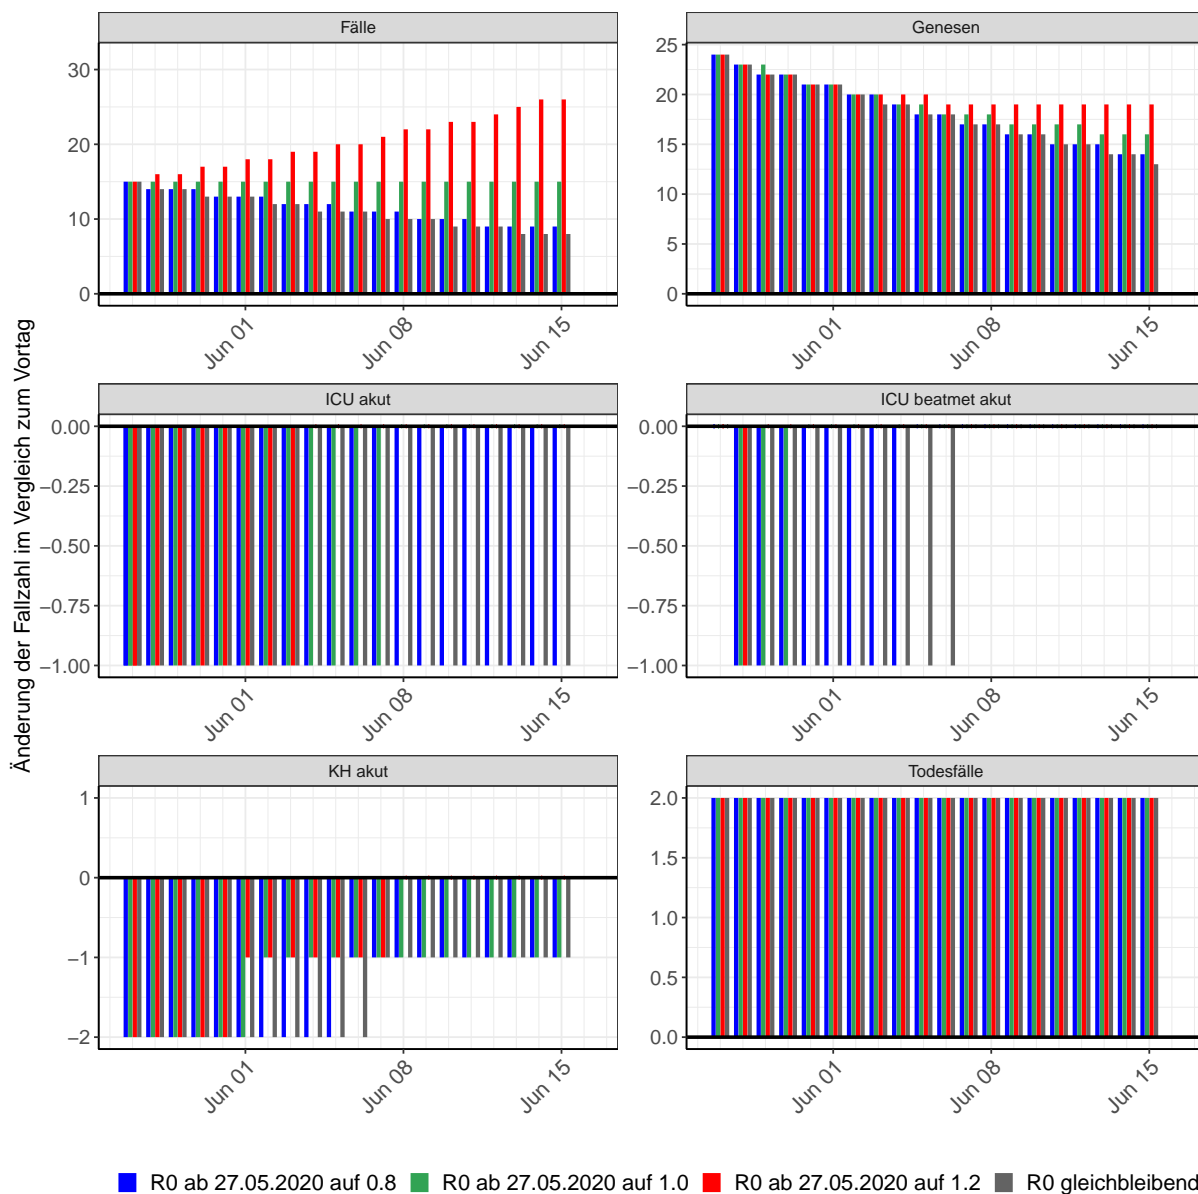 Fälle
Genesen
30
20
10
0
Jun 01
Jun 08
Jun 15
25
20
15
10
5
0
Jun 01
Jun 08
Jun 15
Änderung der Fallzahl im Vergleich zum Vortag
ICU akut
ICU beatmet akut
0.00
−0.25
−0.50
−0.75
−1.00
Jun 01
Jun 08
Jun 15
0.00
−0.25
−0.50
−0.75
−1.00
Jun 01
Jun 08
Jun 15
KH akut
Todesfälle
1
0
−1
−2
Jun 01
Jun 08
Jun 15
2.0
1.5
1.0
0.5
0.0
Jun 01
Jun 08
Jun 15
R0 ab 27.05.2020 auf 0.8 R0 ab 27.05.2020 auf 1.0 R0 ab 27.05.2020 auf 1.2 R0 gleichbleibend